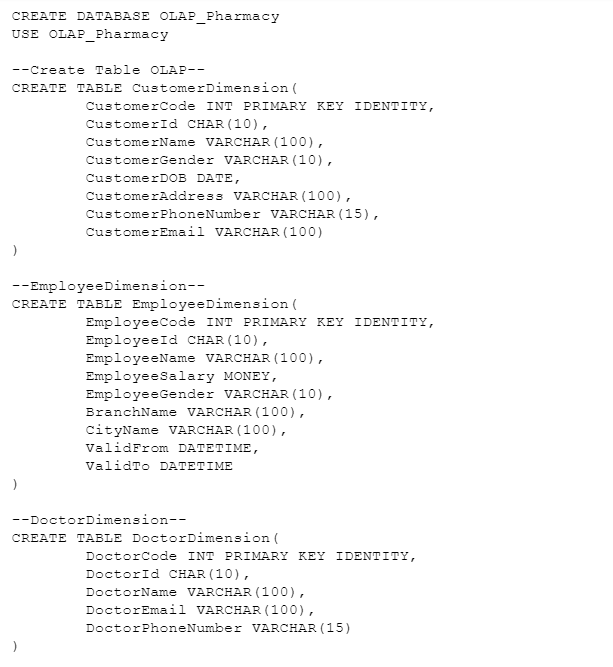 CREATE DATABASE OLAP_Pharmacy
USE OLAP_Pharmacy
--Create Table OLAP--
CREATE TABLE CustomerDimension(
CustomerCode INT PRIMARY KEY IDENTITY,
CustomerId CHAR(10),
CustomerName VARCHAR(100),
CustomerGender VARCHAR(10),
CustomerDOB DATE,
CustomerAddress VARCHAR(100),
CustomerPhoneNumber VARCHAR(15),
CustomerEmail VARCHAR(100)
)
--EmployeeDimension--
CREATE TABLE EmployeeDimension(
EmployeeCode INT PRIMARY KEY IDENTITY,
EmployeeId CHAR(10),
EmployeeName VARCHAR(100),
EmployeeSalary MONEY,
EmployeeGender VARCHAR(10),
BranchName VARCHAR(100),
CityName VARCHAR(100),
ValidFrom DATETIME,
ValidTo DATETIME
)
--DoctorDimension--
CREATE TABLE DoctorDimension(
DoctorCode INT PRIMARY KEY IDENTITY,
DoctorId CHAR(10),
DoctorName VARCHAR(100),
DoctorEmail VARCHAR(100),
DoctorPhoneNumber VARCHAR(15)
)